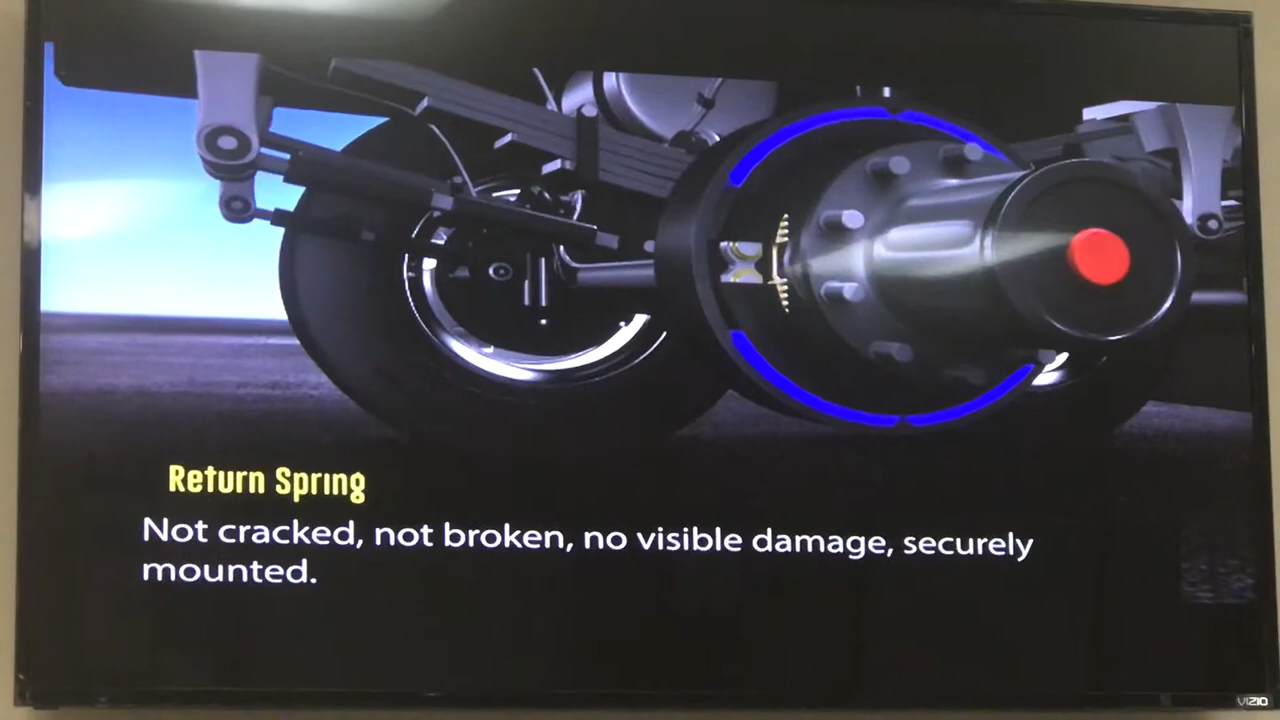 Return Spring
Not cracked, not broken, no visible damage, securely
mounted.
VIZIO